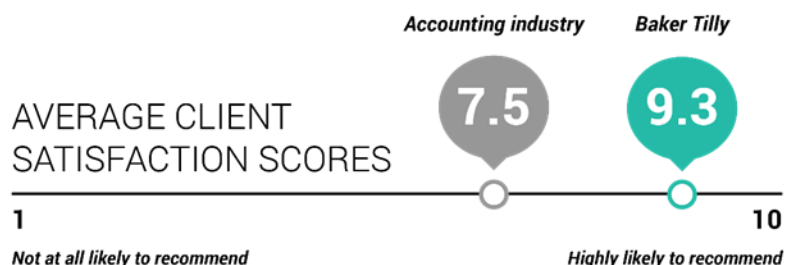 Accounting industry
Baker Tilly
7.5
9.3
AVERAGE CLIENT
SATISFACTION SCORES
1
10
Not at all likely to recommend
Highly likely to recommend